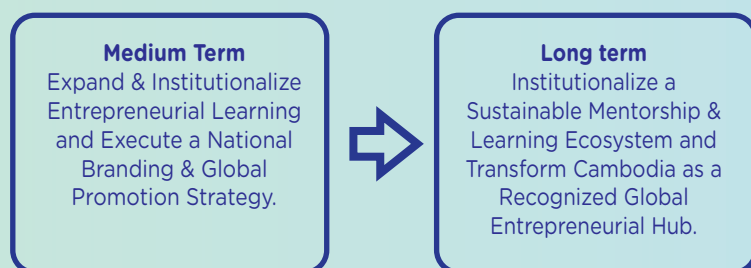 Medium Term
Expand & Institutionalize
Entrepreneurial Learning
and Execute a National
Branding & Global
Promotion Strategy.
Long term
Institutionalize a
Sustainable Mentorship &
Learning Ecosystem and
Transform Cambodia as a
Recognized Global
Entrepreneurial Hub.